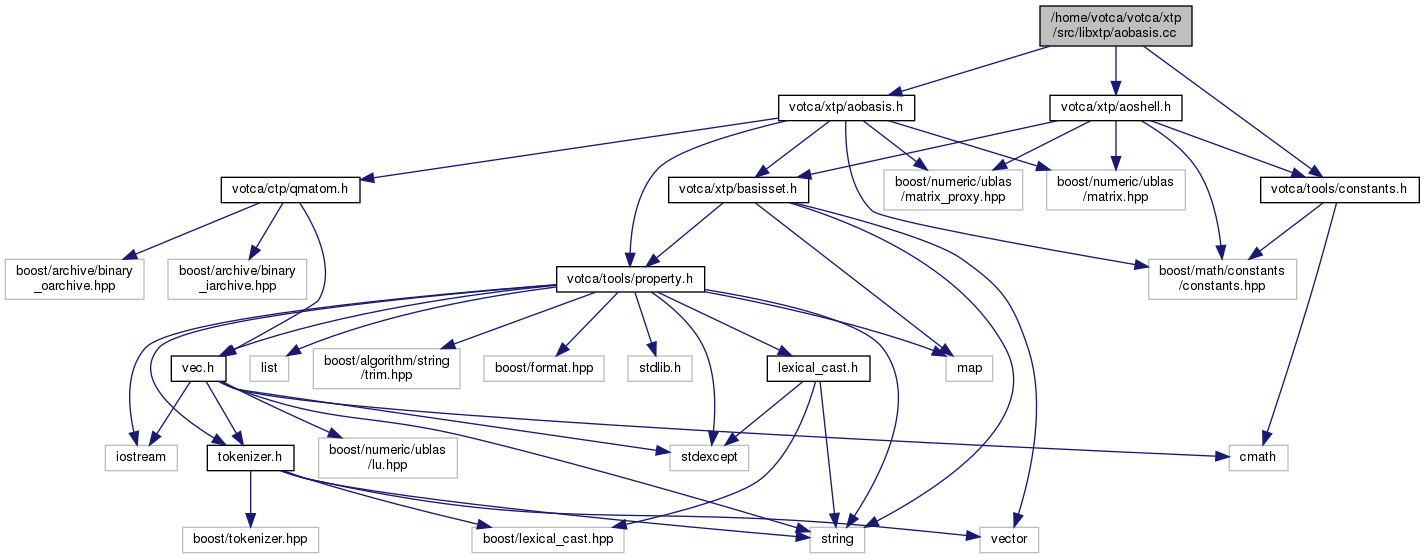 /home/votca/votca/xtp
/src/libxtp/aobasis.cc
votca/xtp/aobasis.h
votca/xtp/aoshell.h
votca/ctp/qmatom.h
votca/xtp/basisset.h
boost/numeric/ublas
/matrix_proxy.hpp
boost/numeric/ublas
/matrix.hpp
votca/tools/constants.h
boost/archive/binary
_oarchive.hpp
boost/archive/binary
_iarchive.hpp
votca/tools/property.h
boost/math/constants
/constants.hpp
vec.h
list
boost/algorithm/string
/trim.hpp
boost/format.hpp
stdlib.h
lexical_cast.h
map
iostream
tokenizer.h
boost/numeric/ublas
/lu.hpp
stdexcept
cmath
boost/tokenizer.hpp
boost/lexical_cast.hpp
string
vector